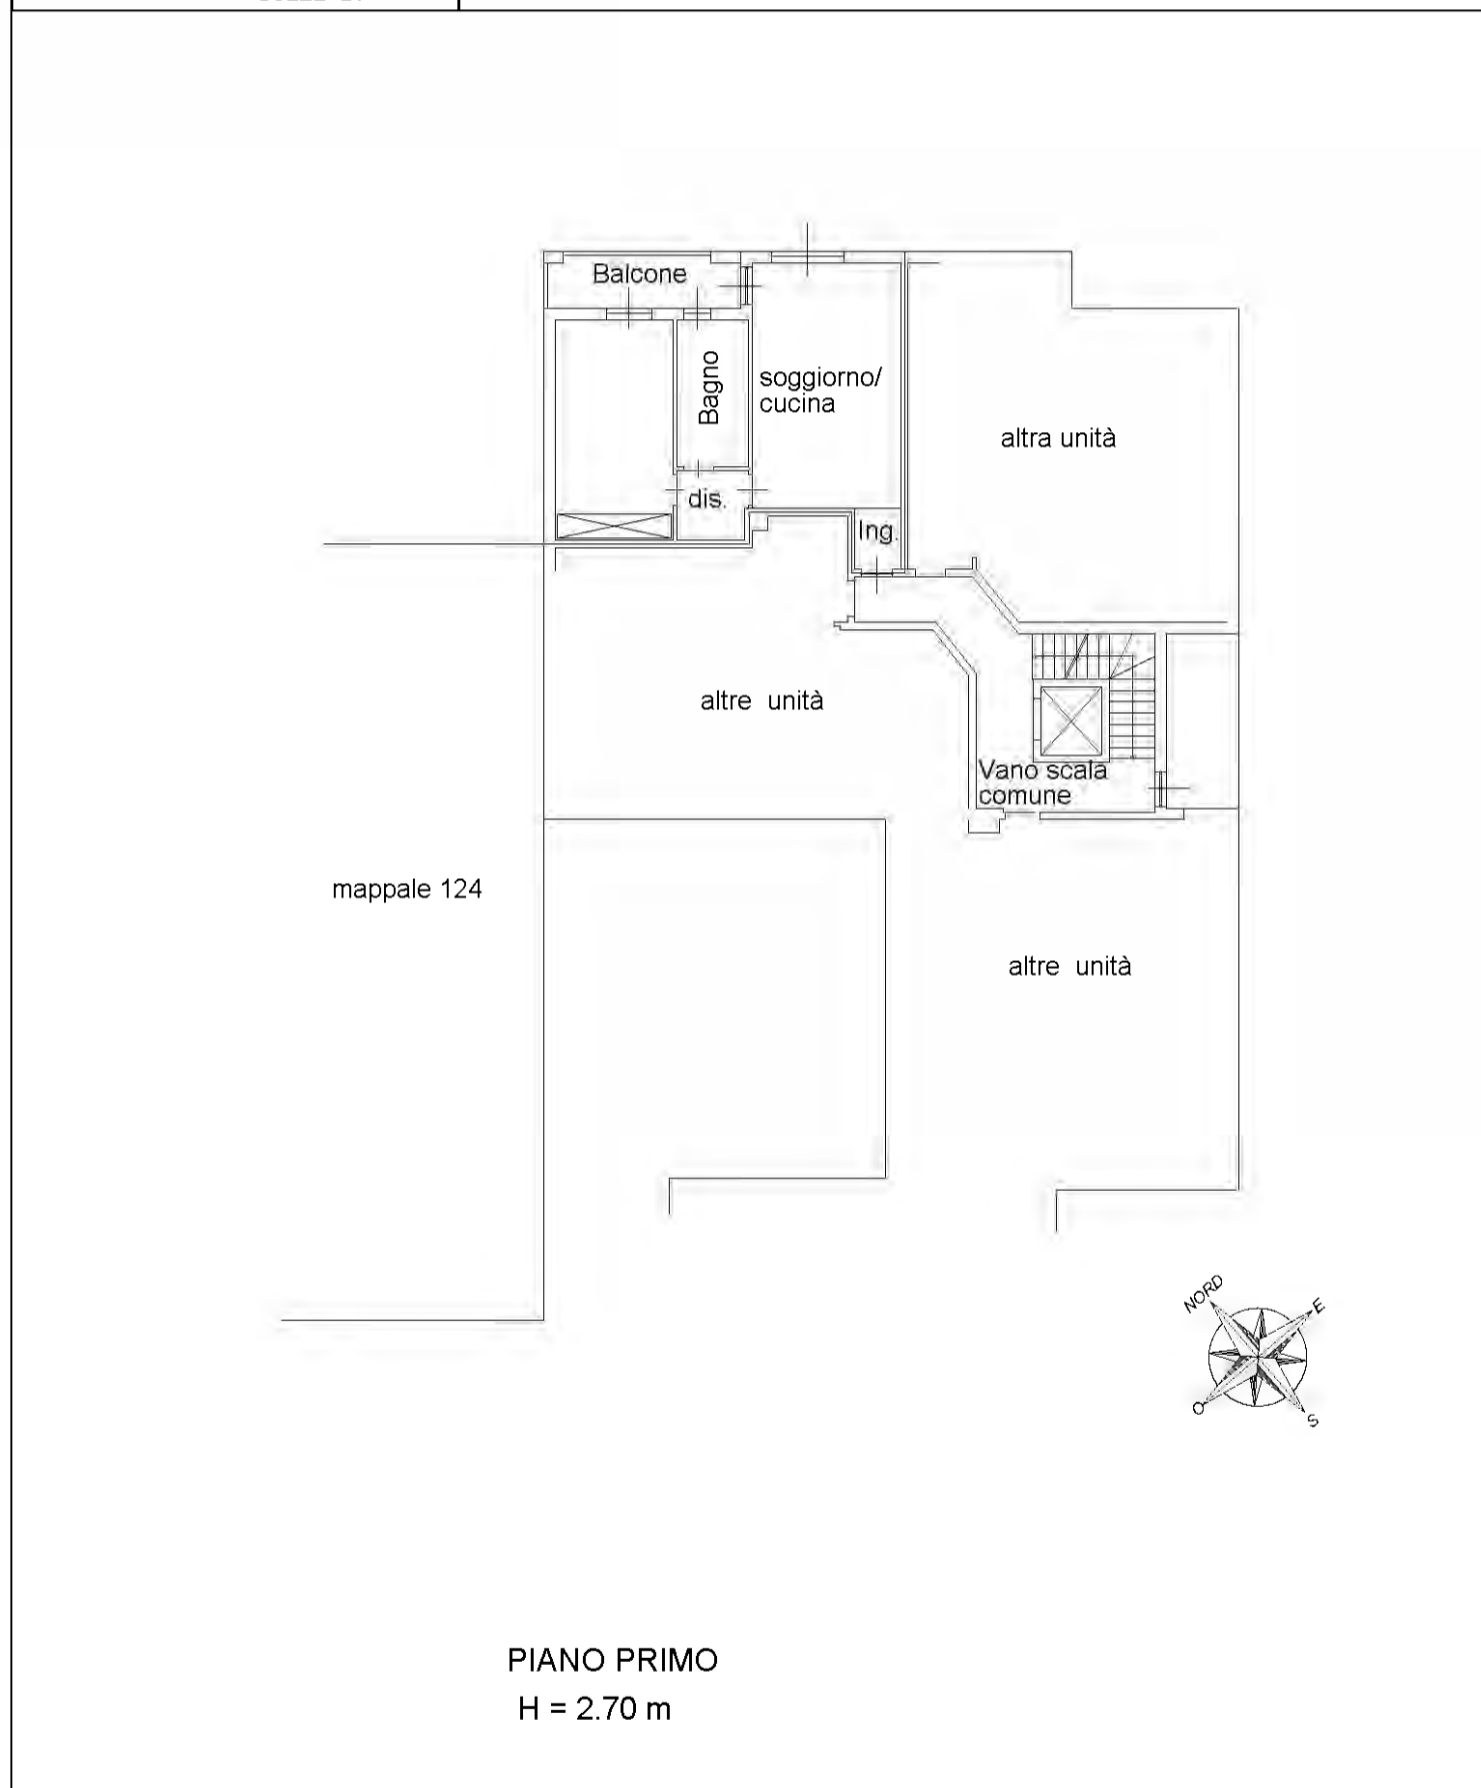 Balcone
Bagno
soggiorno/
cucina
altra unità
dis.
Ing.
altre unità
Vano scala
comune
mappale 124
altre unità
NORD
E
O
S
PIANO PRIMO
H = 2.70 m